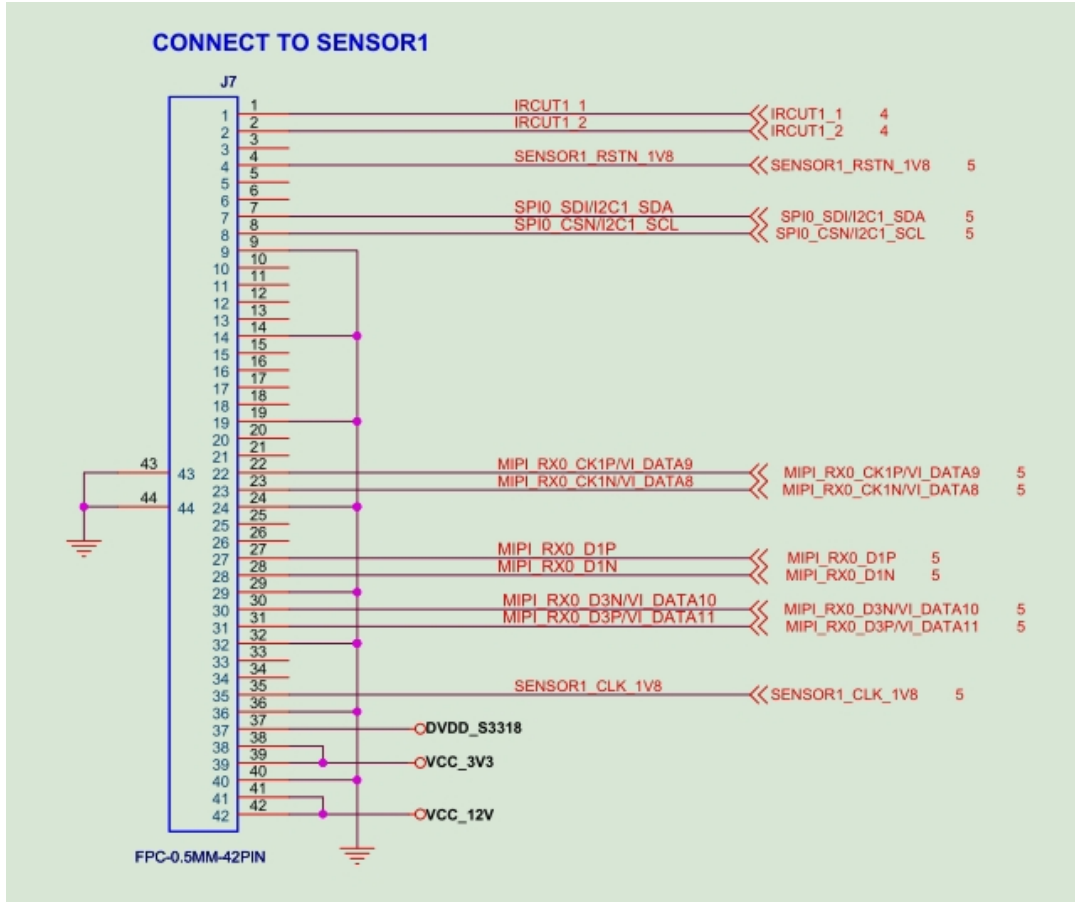 CONNECT TO SENSOR1
J7
1 1 IRCUT1_1 IRCUT1_1 4
2 2 IRCUT1_2 IRCUT1_2 4
3 3
4 4 SENSOR1_RSTN_1V8 SENSOR1_RSTN_1V8 5
5 5
6 6
7 7 SPI0_SDI/I2C1_SDA SPI0_SDI/I2C1_SDA 5
8 8 SPI0_CSN/I2C1_SCL SPI0_CSN/I2C1_SCL 5
9 9
10 10
11 11
12 12
13 13
14 14
15 15
16 16
17 17
18 18
19 19
20 20
21 21
43 43 22 22 MIPI_RX0_CK1P/VI_DATA9 MIPI_RX0_CK1P/VI_DATA9 5
23 23 MIPI_RX0_CK1N/VI_DATA8 MIPI_RX0_CK1N/VI_DATA8 5
44 44 24 24
25 25
26 26
27 27 MIPI_RX0_D1P MIPI_RX0_D1P 5
28 28 MIPI_RX0_D1N MIPI_RX0_D1N 5
29 29
30 30 MIPI_RX0_D3N/VI_DATA10 MIPI_RX0_D3N/VI_DATA10 5
31 31 MIPI_RX0_D3P/VI_DATA11 MIPI_RX0_D3P/VI_DATA11 5
32 32
33 33
34 34
35 35 SENSOR1_CLK_1V8 SENSOR1_CLK_1V8 5
36 36
37 37 DVDD_S3318
38 38
39 39 VCC_3V3
40 40
41 41
42 42 VCC_12V
FPC-0.5MM-42PIN